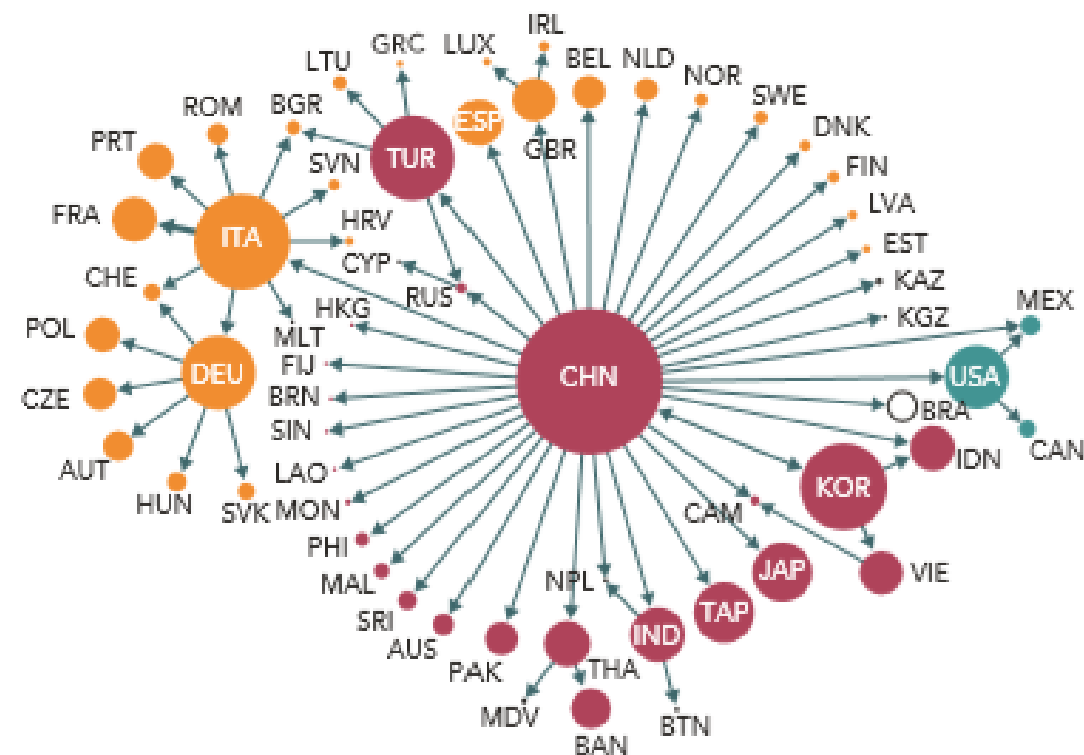 IRL
GRC
LUX
LTU
BEL
NLD
NOR
SWE
ROM
BGR
ESP
GBR
DNK
PRT
SVN
TUR
FIN
FRA
ITA
HRV
LVA
CYP
EST
CHE
RUS
KAZ
HKG
MEX
POL
MLT
KGZ
FIJ
DEU
CHN
USA
CZE
BRN
BRA
SIN
AUT
IDN
CAN
LAO
KOR
HUN
SVK
MON
CAM
PHI
JAP
VIE
MAL
NPL
TAP
SRI
IND
AUS
PAK
THA
MDV
BTN
BAN